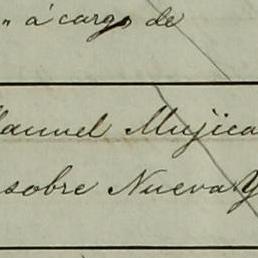 " á cargo de
Manuel Mujica
sobre Nueva Y